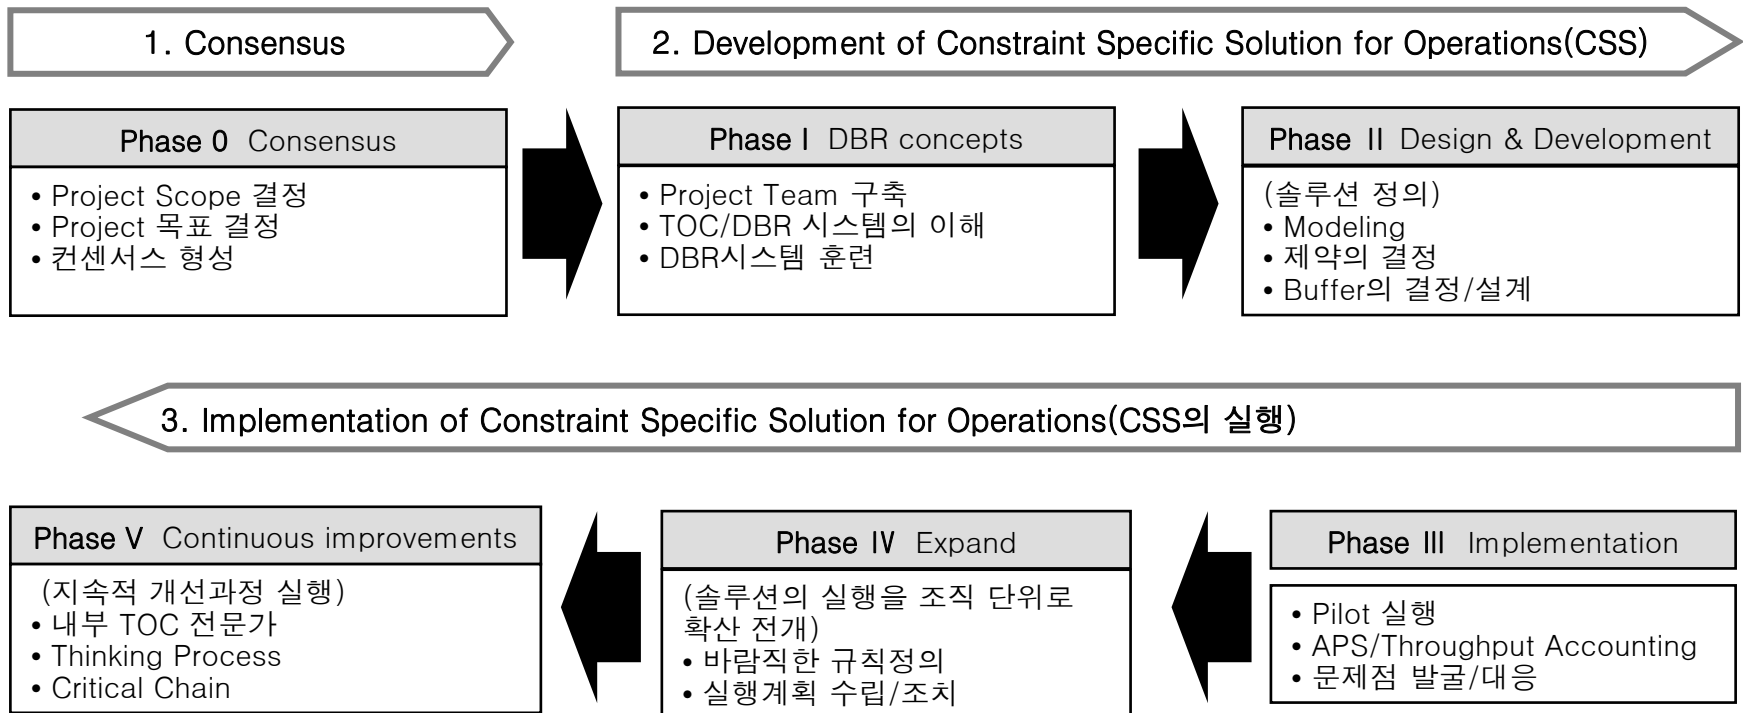 1. Consensus
2. Development of Constraint Specific Solution for Operations(CSS)
Phase 0 Consensus
• Project Scope 결정
• Project 목표 결정
• 컨센서스 형성
Phase I DBR concepts
• Project Team 구축
• TOC/DBR 시스템의 이해
• DBR시스템 훈련
Phase II Design & Development
(솔루션 정의)
• Modeling
• 제약의 결정
• Buffer의 결정/설계
3. Implementation of Constraint Specific Solution for Operations(CSS의 실행)
Phase III Implementation
• Pilot 실행
• APS/Throughput Accounting
• 문제점 발굴/대응
Phase IV Expand
(솔루션의 실행을 조직 단위로
확산 전개)
• 바람직한 규칙정의
• 실행계획 수립/조치
Phase V Continuous improvements
(지속적 개선과정 실행)
• 내부 TOC 전문가
• Thinking Process
• Critical Chain